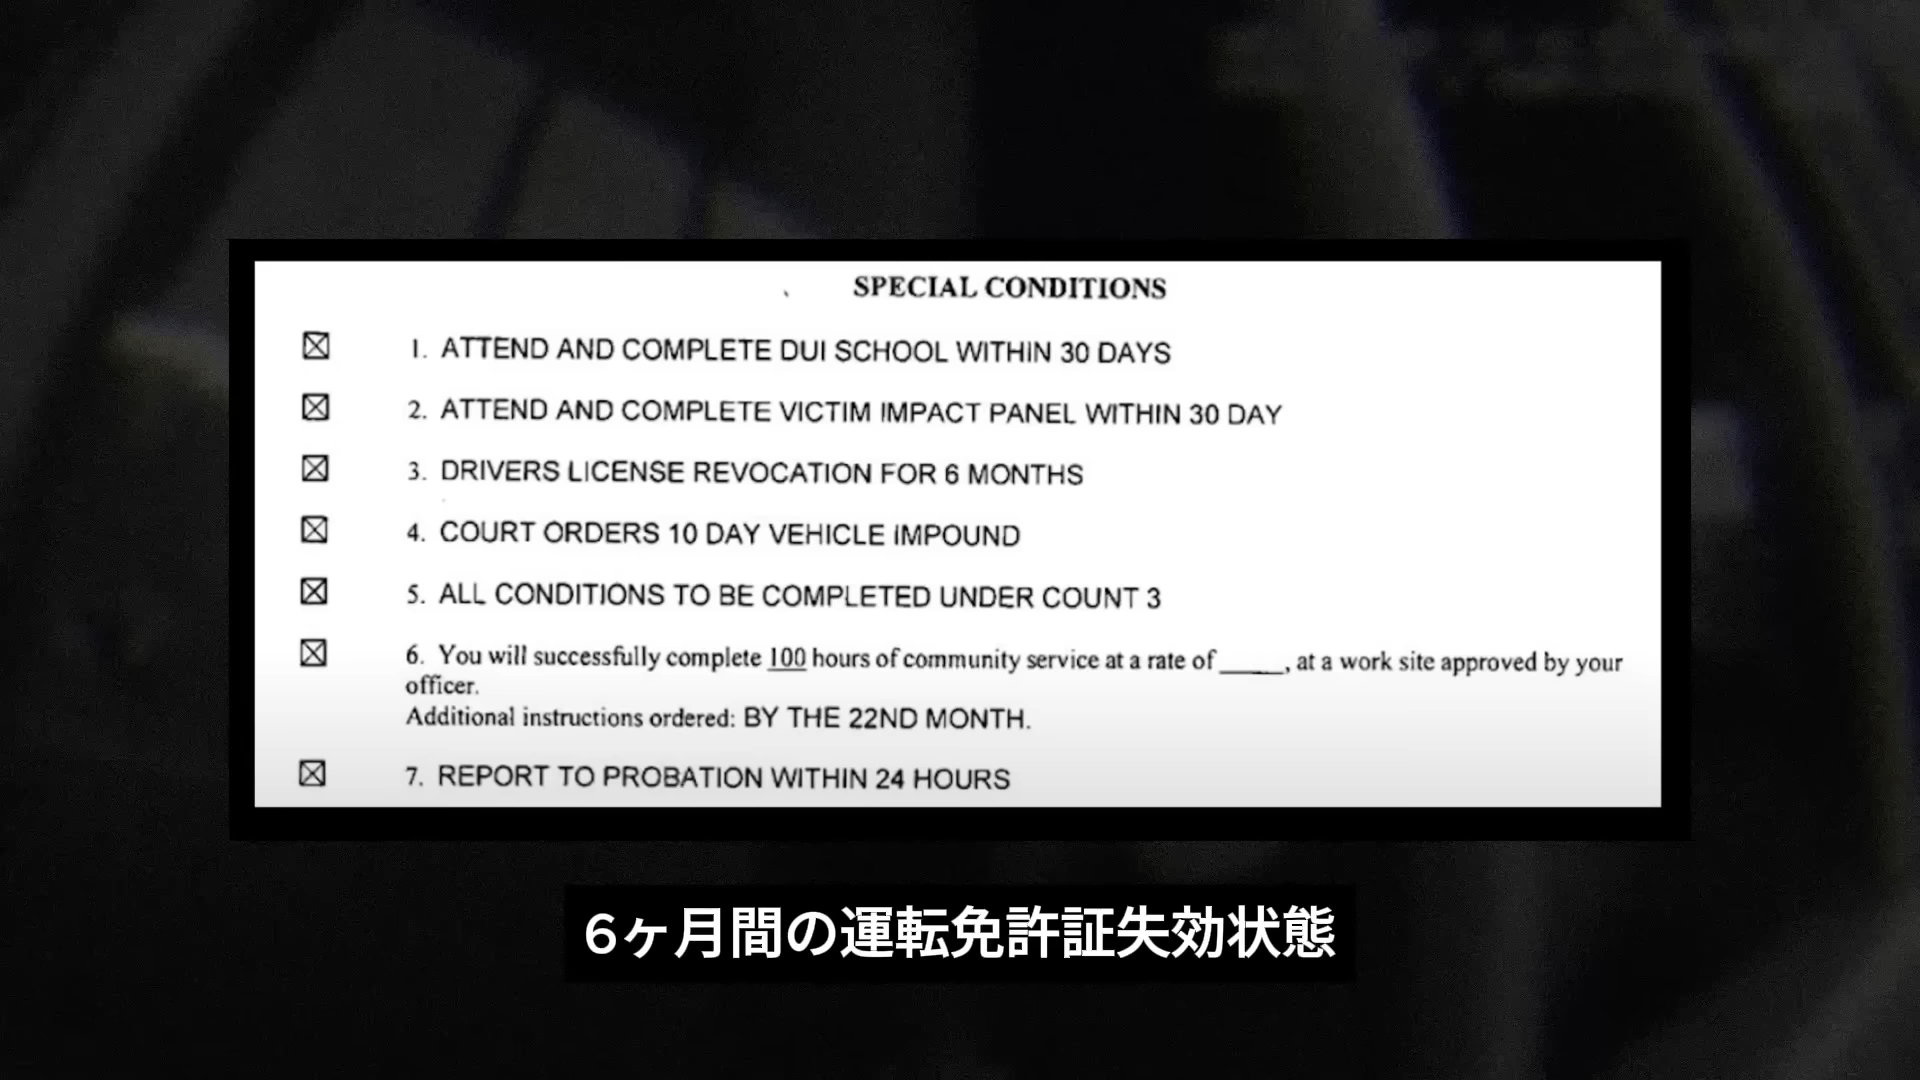 SPECIAL CONDITIONS
1. ATTEND AND COMPLETE DUI SCHOOL WITHIN 30 DAYS
2. ATTEND AND COMPLETE VICTIM IMPACT PANEL WITHIN 30 DAY
3. DRIVERS LICENSE REVOCATION FOR 6 MONTHS
4. COURT ORDERS 10 DAY VEHICLE IMPOUND
5. ALL CONDITIONS TO BE COMPLETED UNDER COUNT 3
6. You will successfully complete 100 hours of community service at a rate of _____, at a work site approved by your
officer.
Additional instructions ordered: BY THE 22ND MONTH.
7. REPORT TO PROBATION WITHIN 24 HOURS
6ヶ月間の運転免許証失効状態